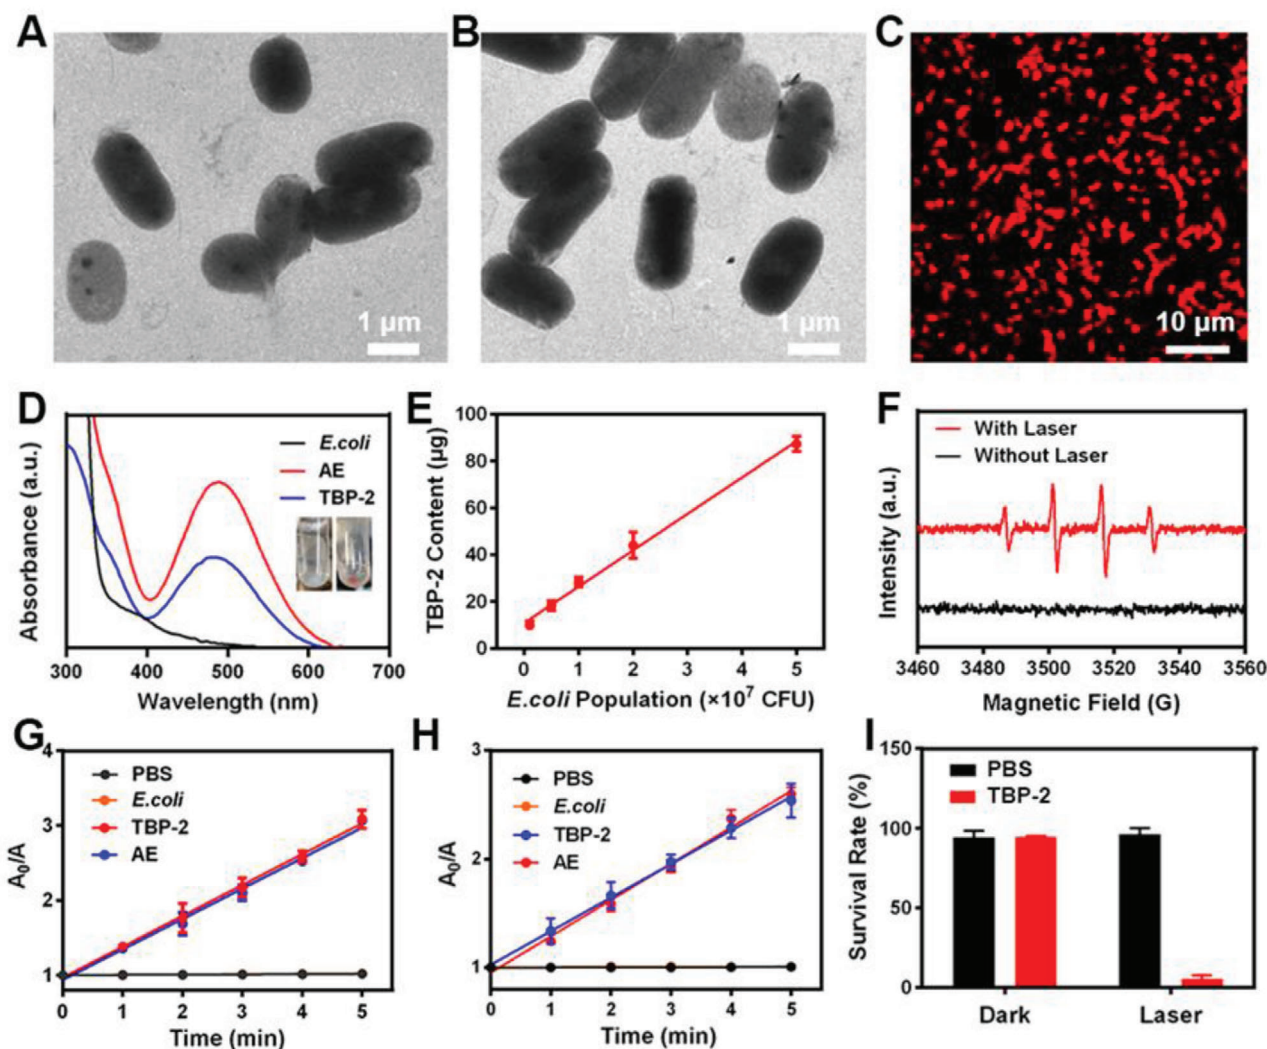 A
1 µm
B
1 µm
C
10 µm
D
Absorbance (a.u.)
E.coli
AE
TBP-2
300 400 500 600 700
Wavelength (nm)
E
TBP-2 Content (µg)
100
80
60
40
20
0
0 1 2 3 4 5
E.coli Population (×10⁷ CFU)
F
Intensity (a.u.)
With Laser
Without Laser
3460 3480 3500 3520 3540 3560
Magnetic Field (G)
G
A₀/A
4
3
2
1
PBS
E.coli
TBP-2
AE
0 1 2 3 4 5
Time (min)
H
A₀/A
3
2
1
PBS
E.coli
TBP-2
AE
0 1 2 3 4 5
Time (min)
I
Survival Rate (%)
150
100
50
0
PBS
TBP-2
Dark Laser